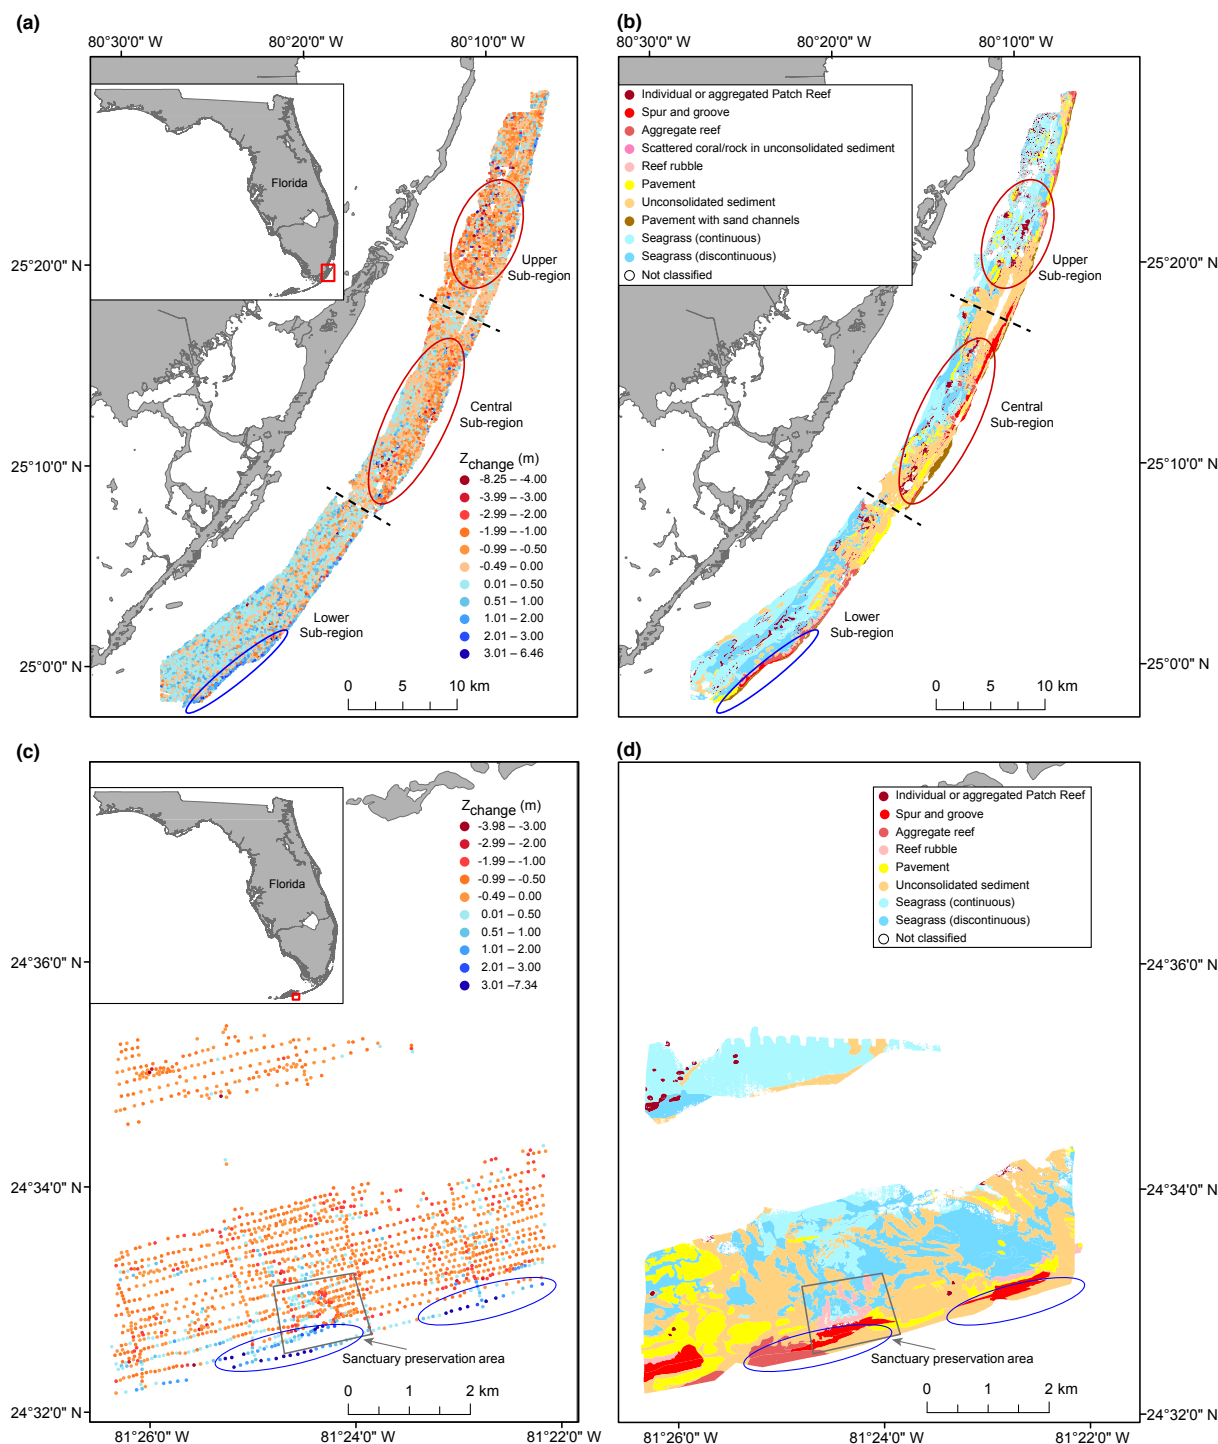 (a)
80°30'0" W
80°20'0" W
80°10'0" W
Florida
25°20'0" N
25°10'0" N
25°0'0" N
Upper
Sub-region
Central
Sub-region
Lower
Sub-region
Zchange (m)
-8.25 – -4.00
-3.99 – -3.00
-2.99 – -2.00
-1.99 – -1.00
-0.99 – -0.50
-0.49 – 0.00
0.01 – 0.50
0.51 – 1.00
1.01 – 2.00
2.01 – 3.00
3.01 – 6.46
0 5 10 km
(b)
80°30'0" W
80°20'0" W
80°10'0" W
Individual or aggregated Patch Reef
Spur and groove
Aggregate reef
Scattered coral/rock in unconsolidated sediment
Reef rubble
Pavement
Unconsolidated sediment
Pavement with sand channels
Seagrass (continuous)
Seagrass (discontinuous)
Not classified
Upper
Sub-region
Central
Sub-region
Lower
Sub-region
25°20'0" N
25°10'0" N
25°0'0" N
0 5 10 km
(c)
Florida
Zchange (m)
-3.98 – -3.00
-2.99 – -2.00
-1.99 – -1.00
-0.99 – -0.50
-0.49 – 0.00
0.01 – 0.50
0.51 – 1.00
1.01 – 2.00
2.01 – 3.00
3.01 –7.34
24°36'0" N
24°34'0" N
24°32'0" N
Sanctuary preservation area
0 1 2 km
81°26'0" W
81°24'0" W
81°22'0" W
(d)
Individual or aggregated Patch Reef
Spur and groove
Aggregate reef
Reef rubble
Pavement
Unconsolidated sediment
Seagrass (continuous)
Seagrass (discontinuous)
Not classified
24°36'0" N
24°34'0" N
24°32'0" N
Sanctuary preservation area
0 1 2 km
81°26'0" W
81°24'0" W
81°22'0" W